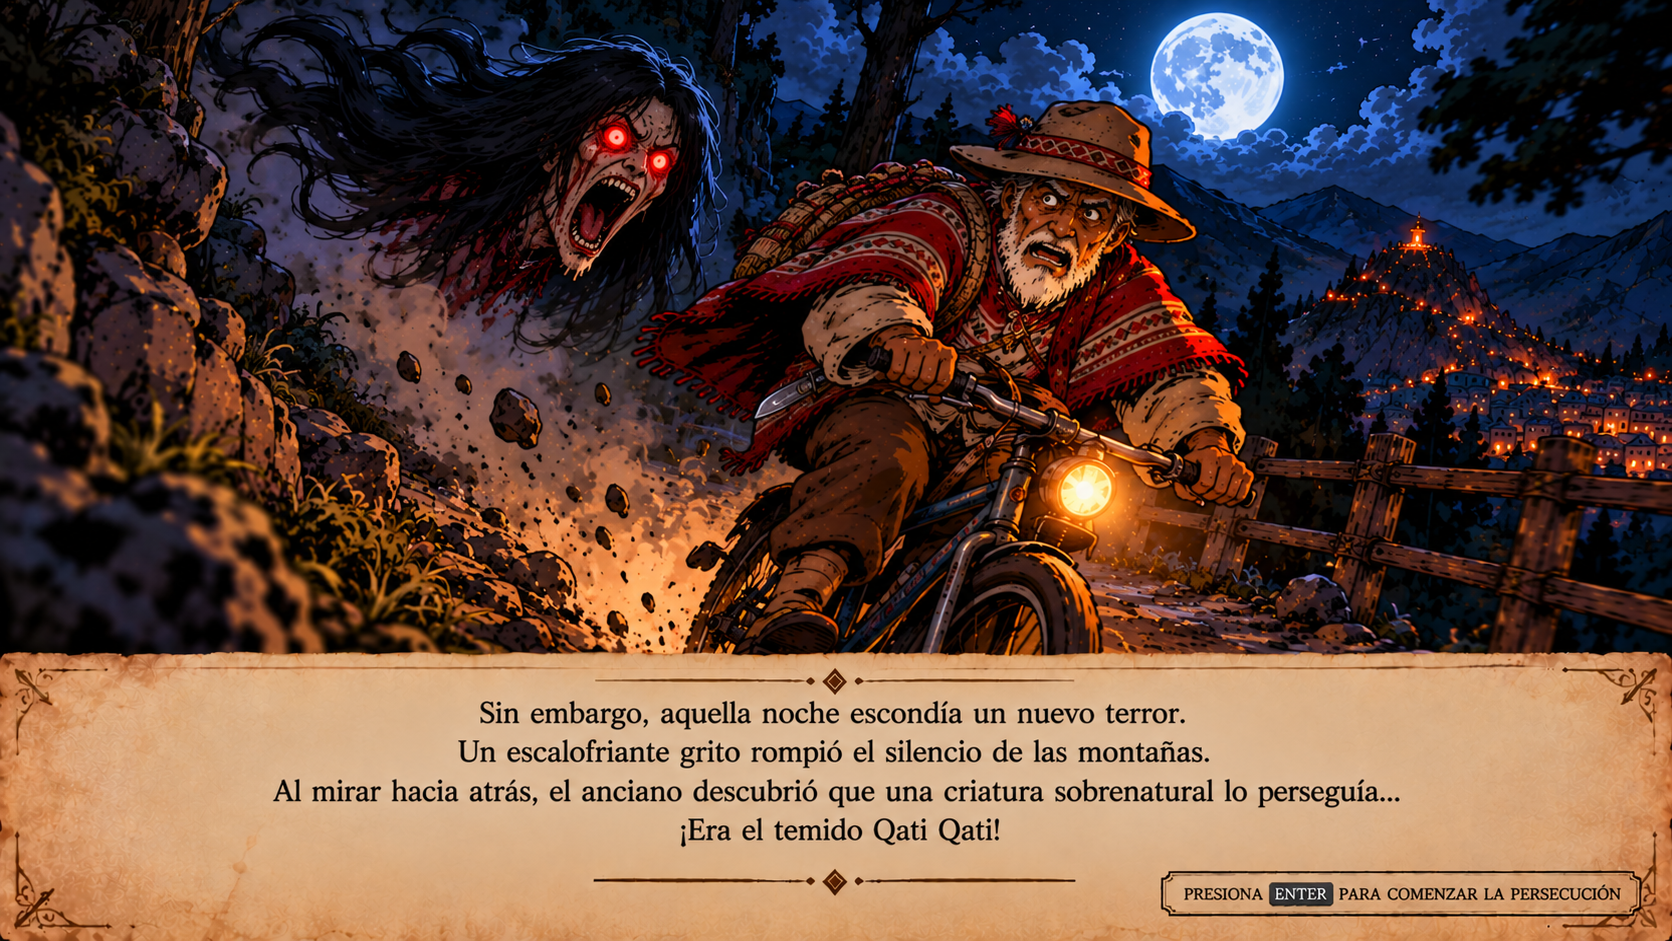 Sin embargo, aquella noche escondía un nuevo terror.
Un escalofriante grito rompió el silencio de las montañas.
Al mirar hacia atrás, el anciano descubrió que una criatura sobrenatural lo perseguía...
¡Era el temido Qati Qati!
PRESIONA ENTER PARA COMENZAR LA PERSECUCIÓN